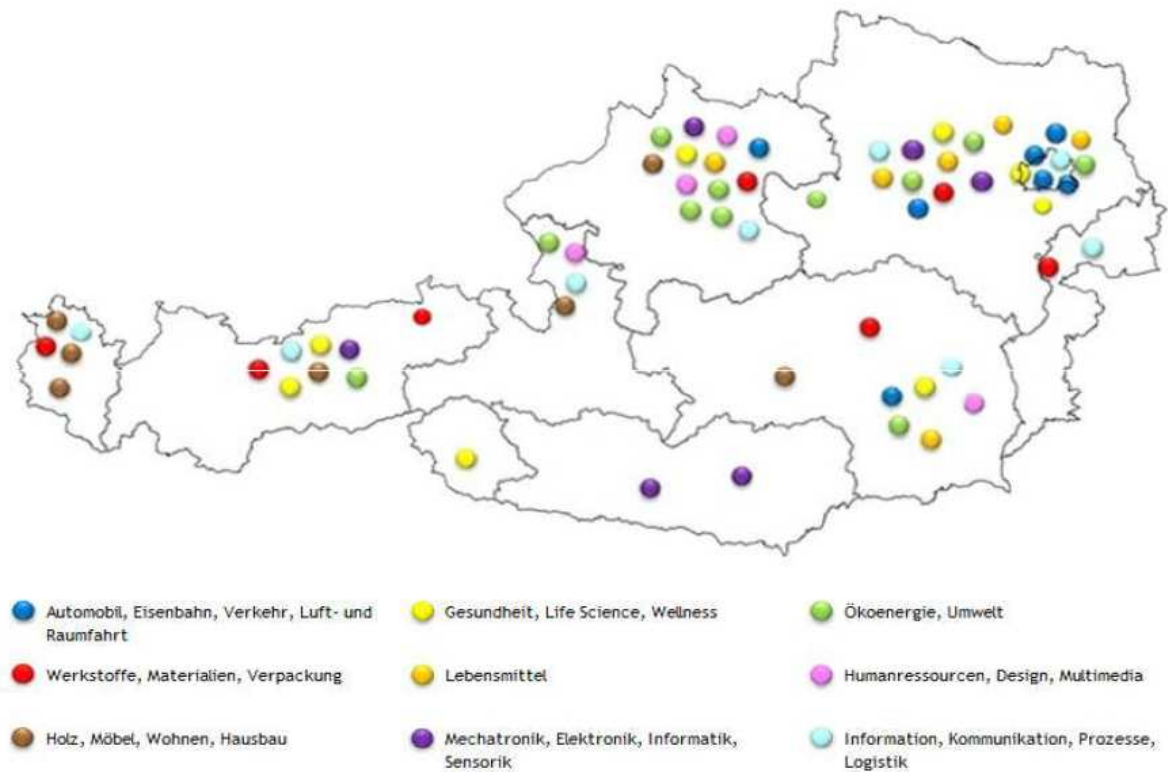 Automobil, Eisenbahn, Verkehr, Luft- und
Raumfahrt
Gesundheit, Life Science, Wellness
Ökoenergie, Umwelt
Werkstoffe, Materialien, Verpackung
Lebensmittel
Humanressourcen, Design, Multimedia
Holz, Möbel, Wohnen, Hausbau
Mechatronik, Elektronik, Informatik,
Sensorik
Information, Kommunikation, Prozesse,
Logistik